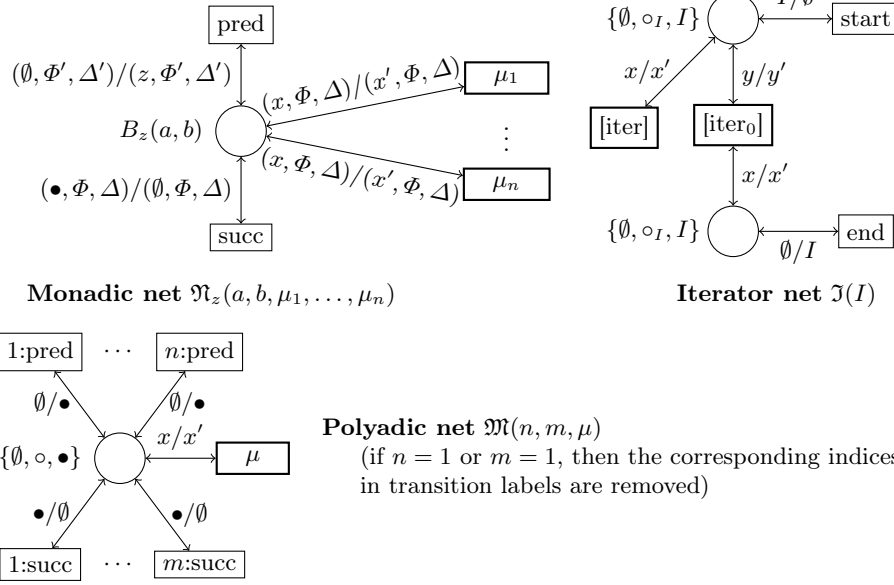 pred
(∅, Φ′, Δ′)/(z, Φ′, Δ′)
(x, Φ, Δ)/(x′, Φ, Δ)
μ₁
B_z(a, b)
⋮
(x, Φ, Δ)/(x′, Φ, Δ)
μₙ
(•, Φ, Δ)/(∅, Φ, Δ)
succ
Monadic net 𝔑_z(a, b, μ₁, . . . , μₙ)
{∅, ∘_I, I}
start
x/x′
y/y′
[iter]
[iter₀]
x/x′
{∅, ∘_I, I}
end
∅/I
Iterator net ℑ(I)
1:pred
· · ·
n:pred
∅/•
∅/•
x/x′
{∅, ∘, •}
μ
•/∅
•/∅
1:succ
· · ·
m:succ
Polyadic net 𝔐(n, m, μ)
(if n = 1 or m = 1, then the corresponding indices
in transition labels are removed)